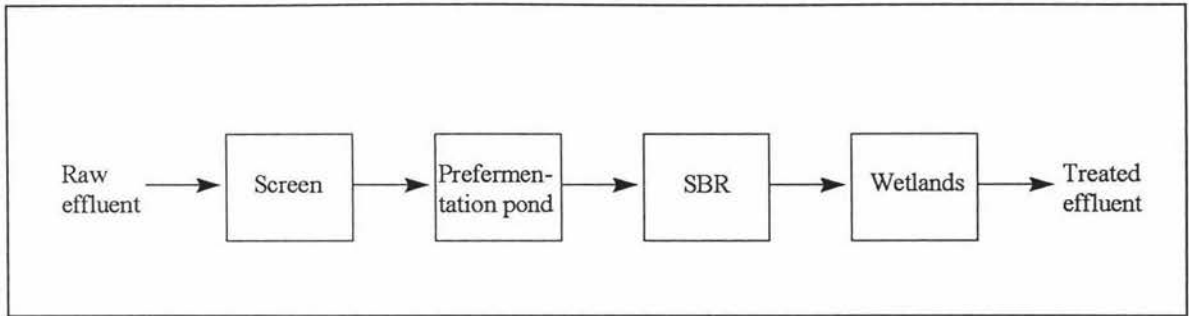 Raw
effluent
Screen
Prefermen-
tation pond
SBR
Wetlands
Treated
effluent